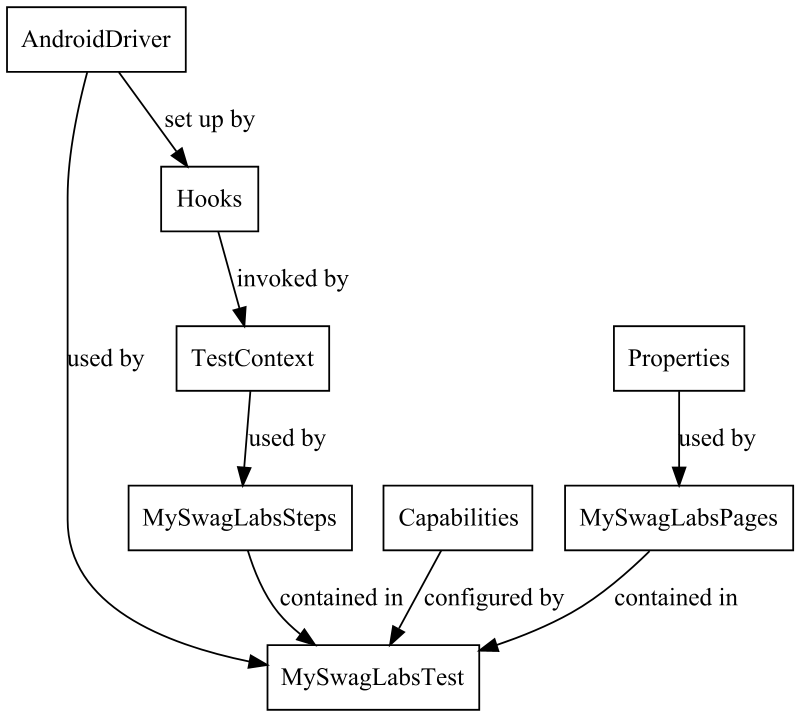 AndroidDriver
set up by
Hooks
invoked by
used by
TestContext
Properties
used by
used by
MySwagLabsSteps
Capabilities
MySwagLabsPages
contained in
configured by
contained in
MySwagLabsTest